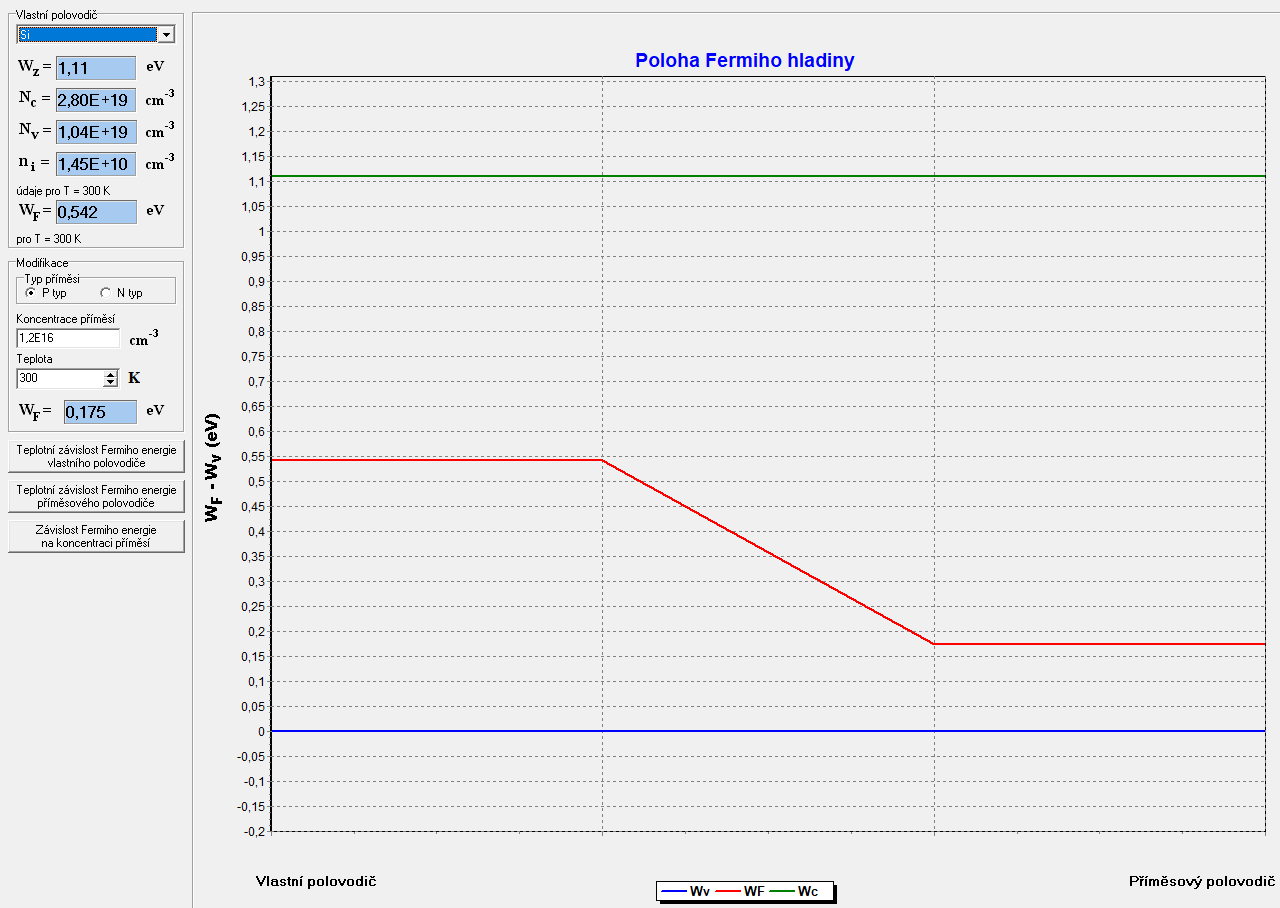 Vlastní polovodič
Si
Wz = 1,11 eV
Nc = 2,80E+19 cm-3
Nv = 1,04E+19 cm-3
ni = 1,45E+10 cm-3
údaje pro T = 300 K
WF = 0,542 eV
pro T = 300 K
Modifikace
Typ příměsi
P typ N typ
Koncentrace příměsí
1,2E16 cm-3
Teplota
300 K
WF = 0,175 eV
Teplotní závislost Fermiho energie
vlastního polovodiče
Teplotní závislost Fermiho energie
příměsového polovodiče
Závislost Fermiho energie
na koncentraci příměsí
Poloha Fermiho hladiny
1,3
1,25
1,2
1,15
1,1
1,05
1
0,95
0,9
0,85
0,8
0,75
0,7
0,65
0,6
0,55
0,5
0,45
0,4
0,35
0,3
0,25
0,2
0,15
0,1
0,05
0
-0,05
-0,1
-0,15
-0,2
WF - Wv (eV)
Vlastní polovodič
Příměsový polovodič
Wv WF Wc